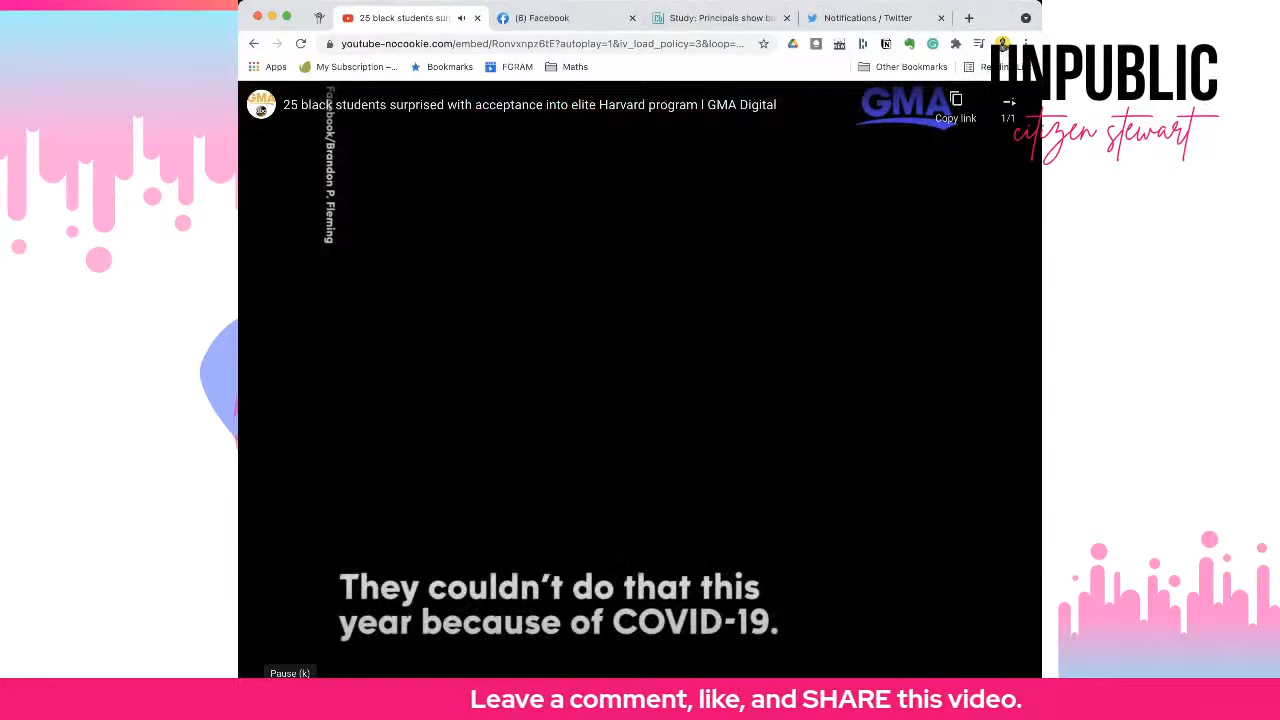 25 black students sur
(6) Facebook
Study: Principals show bi
Notifications / Twitter
youtube-nocookie.com/embed/Ronvxnpz6tE?autoplay=1&iv_load_policy=3&loop=...
Apps
My Subscription –...
Bookmarks
FGRAM
Maths
Other Bookmarks
UNPUBLIC
citizen stewart
25 black students surprised with acceptance into elite Harvard program l GMA Digital
GMA
Copy link
1/1
Facebook/Brandon P. Fleming
They couldn't do that this
year because of COVID-19.
Pause (k)
Leave a comment, like, and SHARE this video.